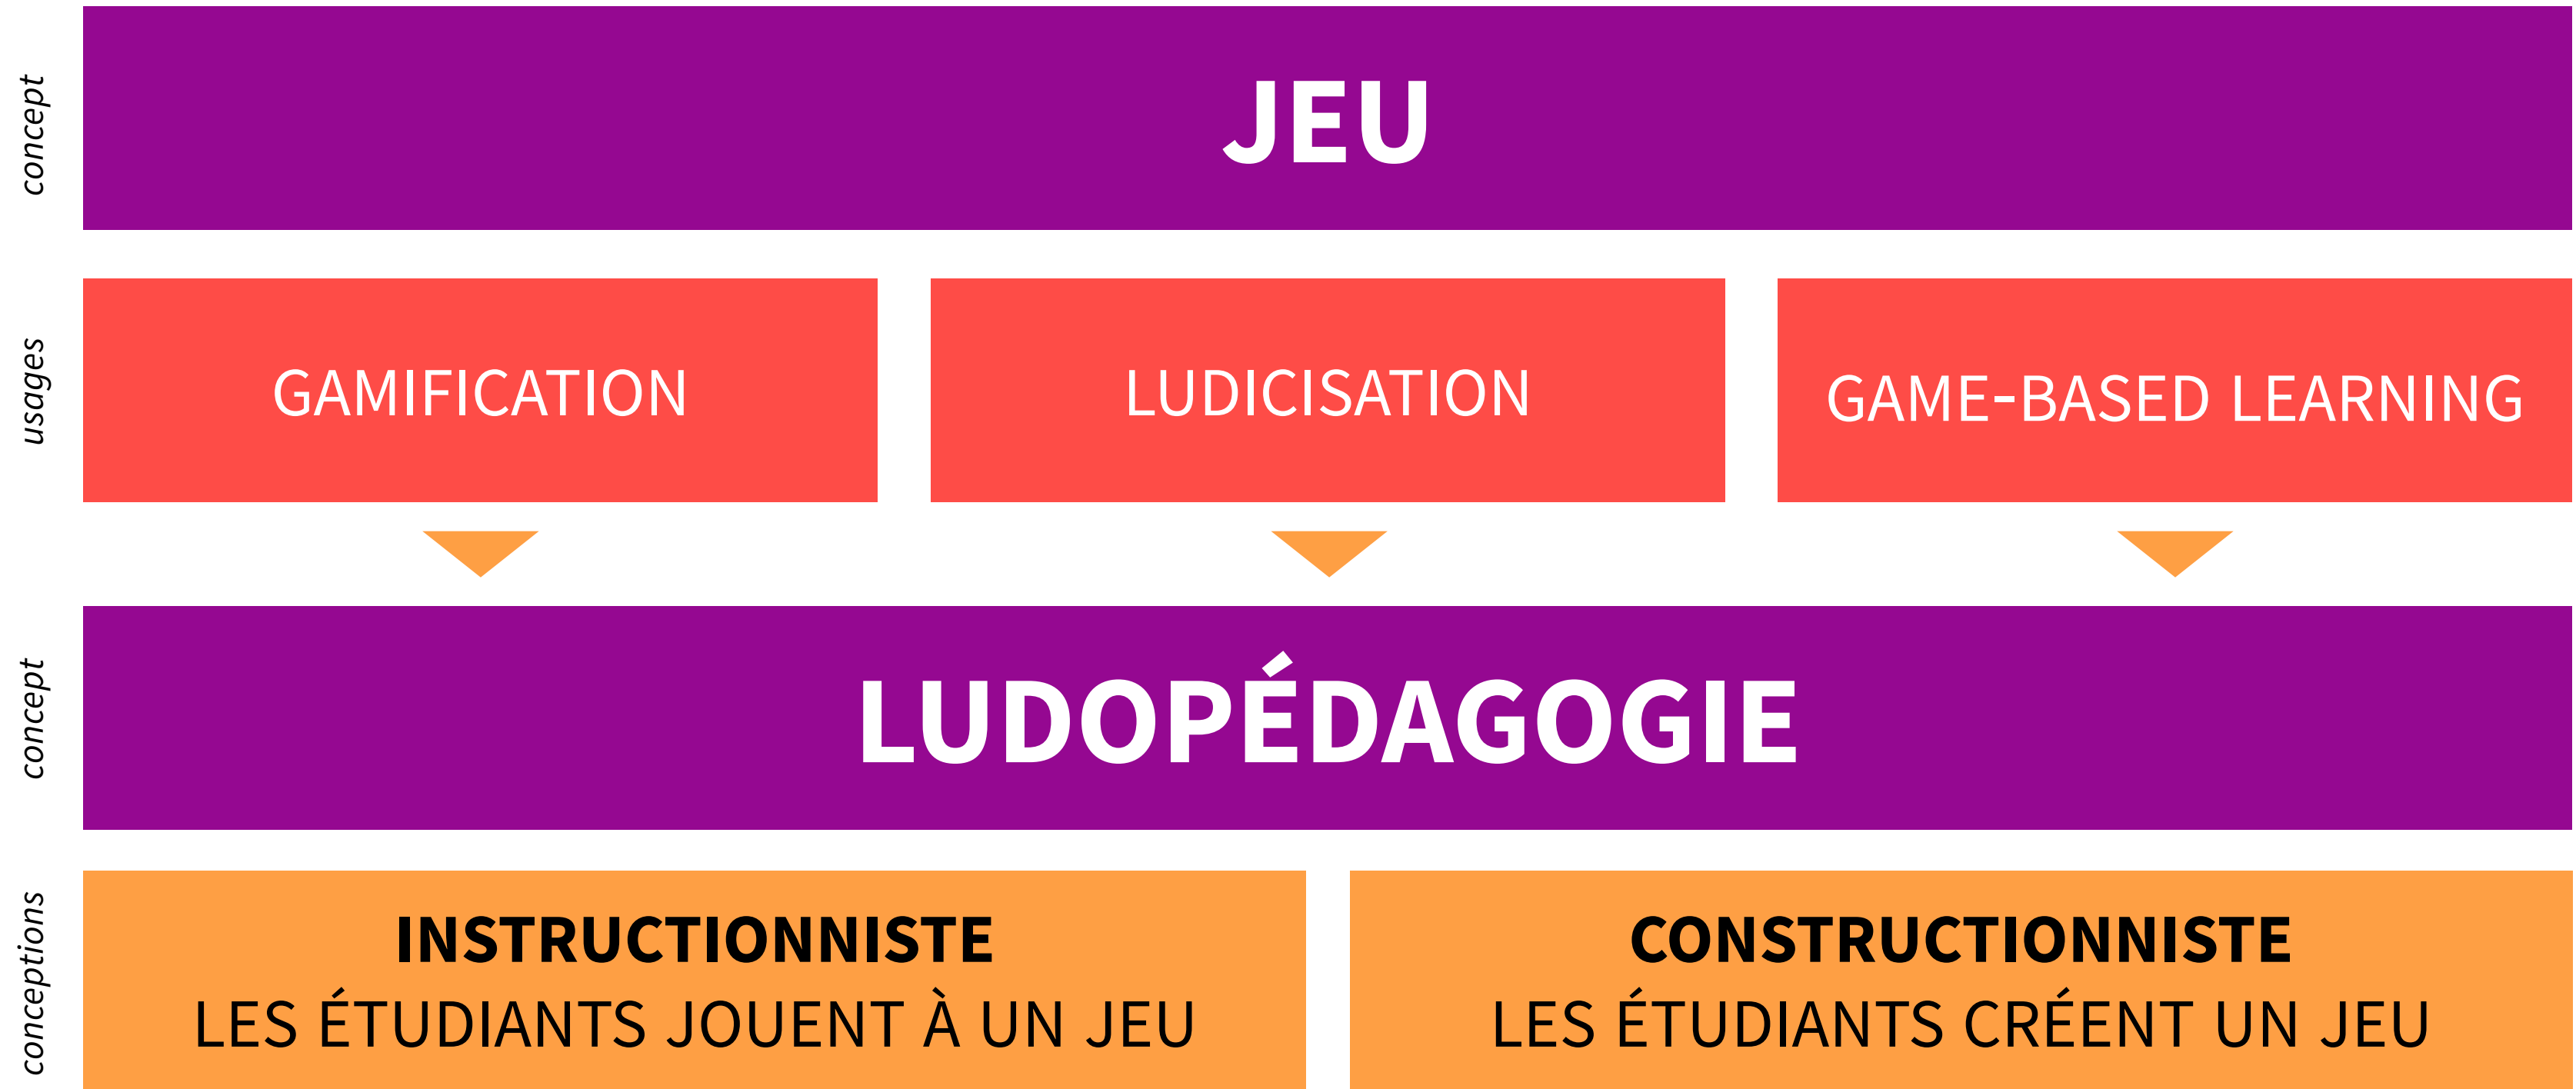 concept
JEU
usages
GAMIFICATION
LUDICISATION
GAME-BASED LEARNING
concept
LUDOPÉDAGOGIE
conceptions
INSTRUCTIONNISTE
LES ÉTUDIANTS JOUENT À UN JEU
CONSTRUCTIONNISTE
LES ÉTUDIANTS CRÉENT UN JEU